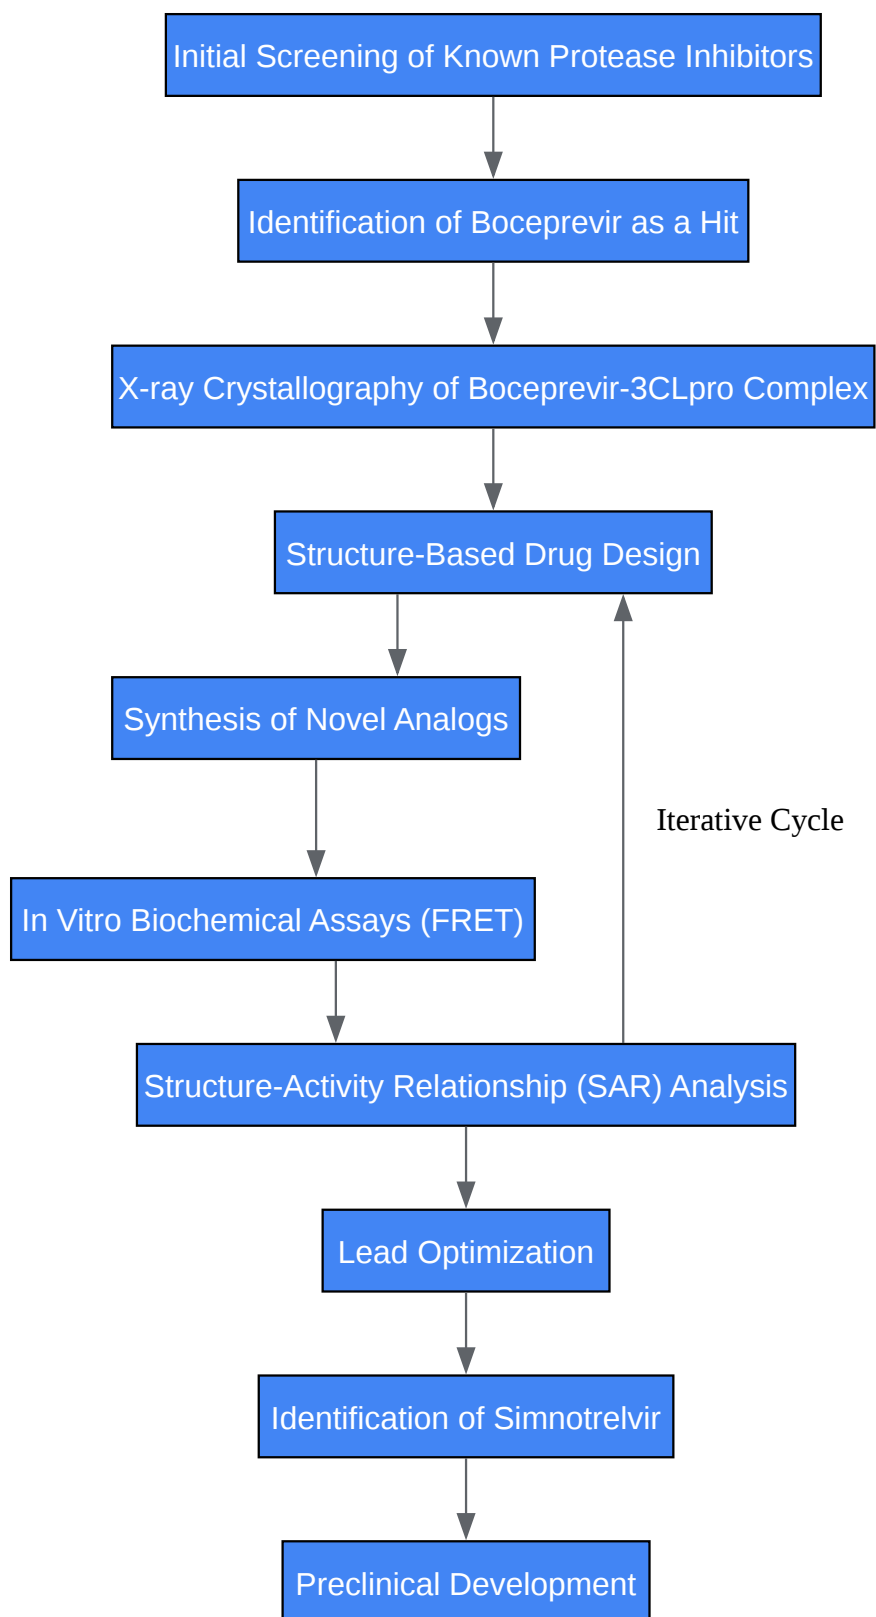 Initial Screening of Known Protease Inhibitors
Identification of Boceprevir as a Hit
X-ray Crystallography of Boceprevir-3CLpro Complex
Structure-Based Drug Design
Synthesis of Novel Analogs
Iterative Cycle
In Vitro Biochemical Assays (FRET)
Structure-Activity Relationship (SAR) Analysis
Lead Optimization
Identification of Simnotrelvir
Preclinical Development